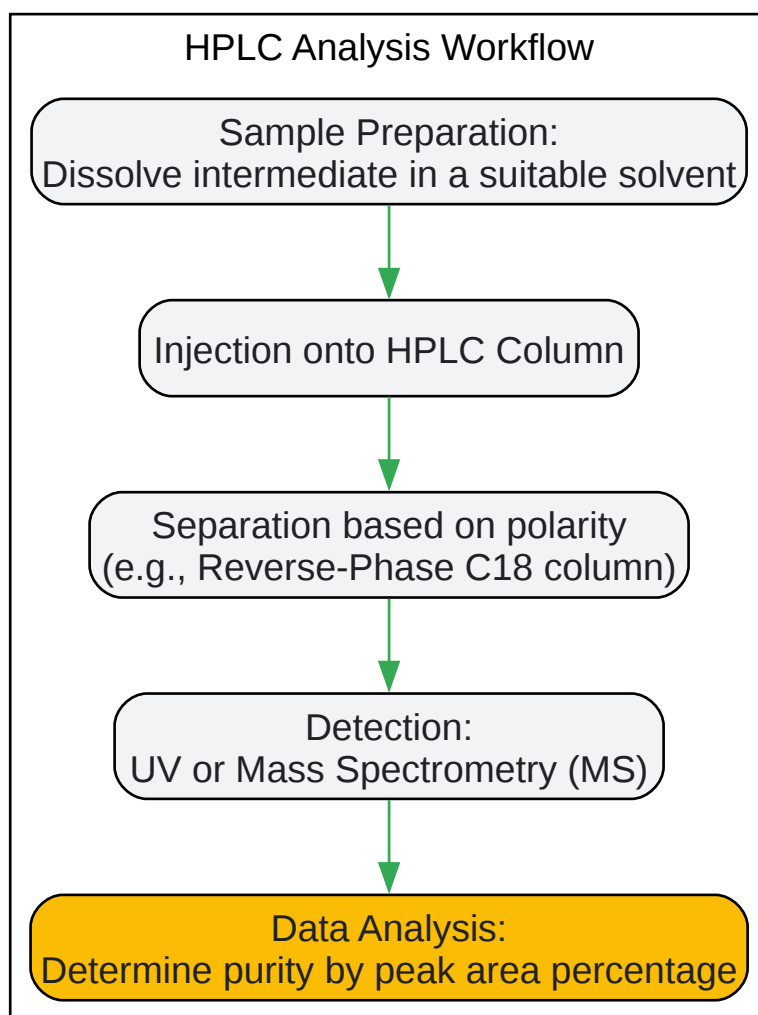 HPLC Analysis Workflow
Sample Preparation:
Dissolve intermediate in a suitable solvent
Injection onto HPLC Column
Separation based on polarity
(e.g., Reverse-Phase C18 column)
Detection:
UV or Mass Spectrometry (MS)
Data Analysis:
Determine purity by peak area percentage